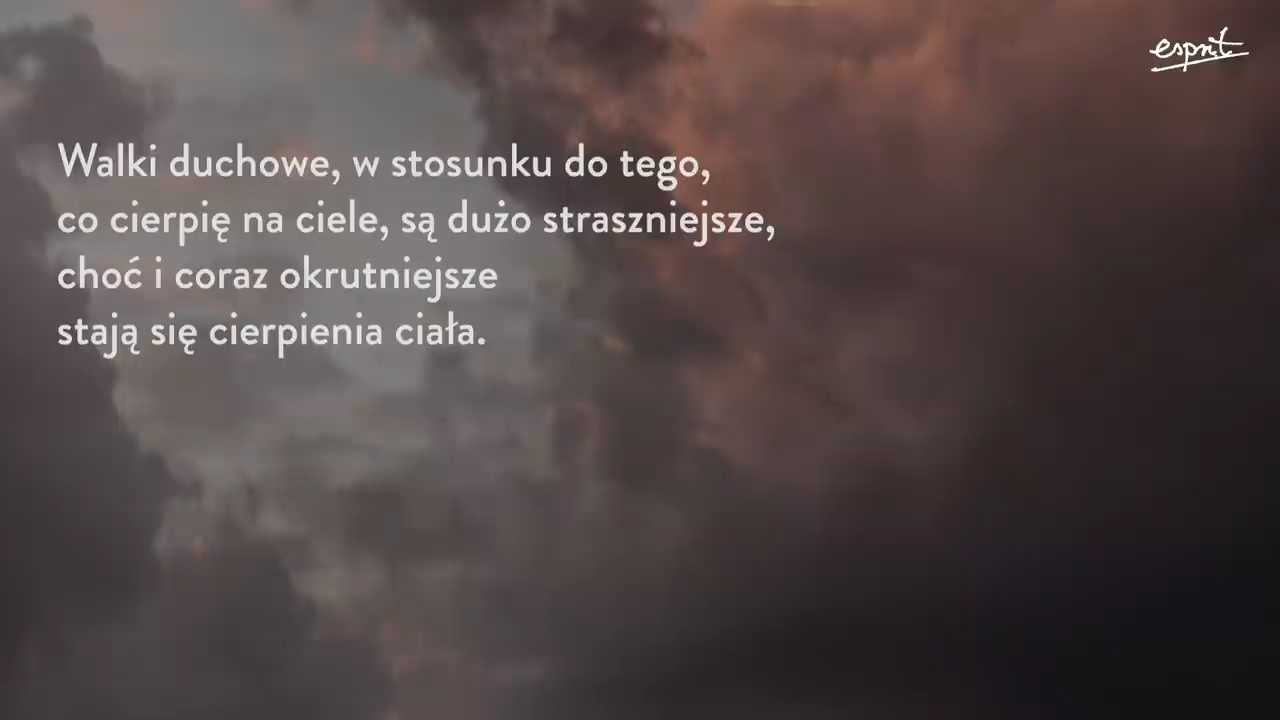 esprit
Walki duchowe, w stosunku do tego,
co cierpię na ciele, są dużo straszniejsze,
choć i coraz okrutniejsze
stają się cierpienia ciała.